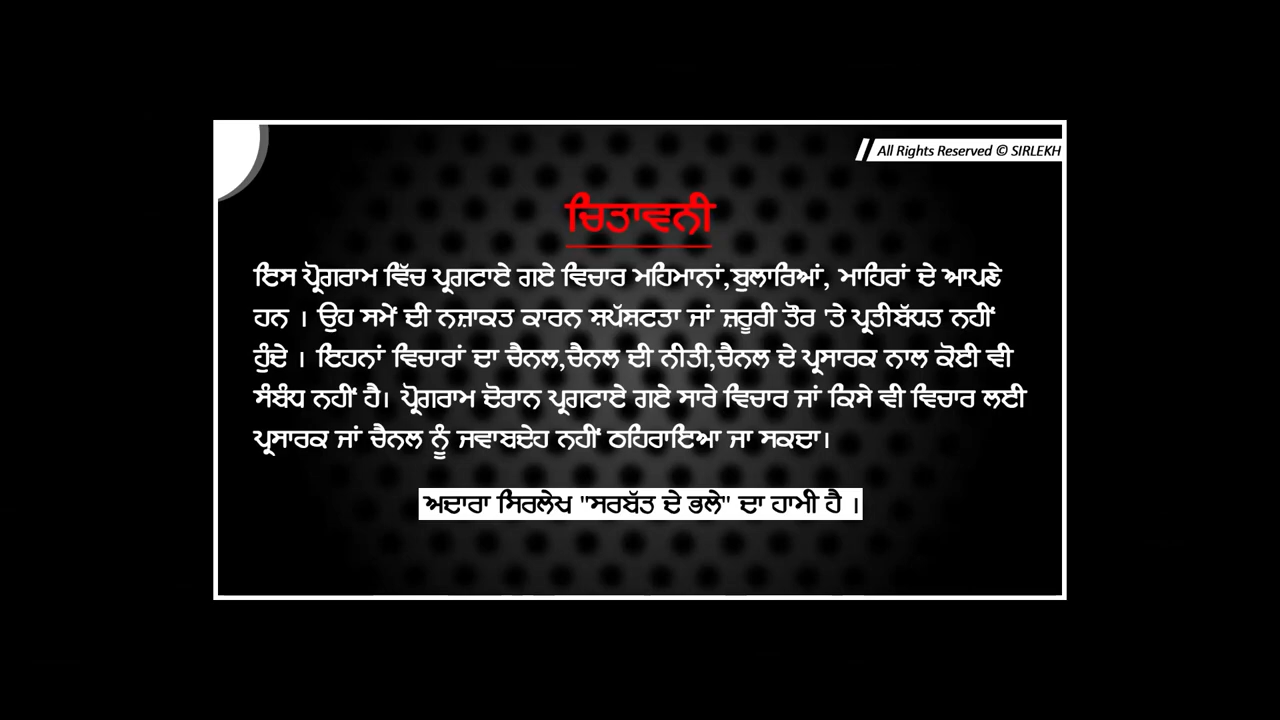 All Rights Reserved © SIRLEKH
ਚਿਤਾਵਨੀ
ਇਸ ਪ੍ਰੋਗਰਾਮ ਵਿੱਚ ਪ੍ਰਗਟਾਏ ਗਏ ਵਿਚਾਰ ਮਹਿਮਾਨਾਂ,ਬੁਲਾਰਿਆਂ, ਮਾਹਿਰਾਂ ਦੇ ਆਪਣੇ
ਹਨ । ਉਹ ਸਮੇਂ ਦੀ ਨਜ਼ਾਕਤ ਕਾਰਨ ਸ਼ਪੱਸ਼ਟਤਾ ਜਾਂ ਜ਼ਰੂਰੀ ਤੌਰ 'ਤੇ ਪ੍ਰਤੀਬੱਧਤ ਨਹੀਂ
ਹੁੰਦੇ । ਇਹਨਾਂ ਵਿਚਾਰਾਂ ਦਾ ਚੈਨਲ,ਚੈਨਲ ਦੀ ਨੀਤੀ,ਚੈਨਲ ਦੇ ਪ੍ਰਸਾਰਕ ਨਾਲ ਕੋਈ ਵੀ
ਸੰਬੰਧ ਨਹੀਂ ਹੈ। ਪ੍ਰੋਗਰਾਮ ਦੋਰਾਨ ਪ੍ਰਗਟਾਏ ਗਏ ਸਾਰੇ ਵਿਚਾਰ ਜਾਂ ਕਿਸੇ ਵੀ ਵਿਚਾਰ ਲਈ
ਪ੍ਰਸਾਰਕ ਜਾਂ ਚੈਨਲ ਨੂੰ ਜਵਾਬਦੇਹ ਨਹੀਂ ਠਹਿਰਾਇਆ ਜਾ ਸਕਦਾ।
ਅਦਾਰਾ ਸਿਰਲੇਖ "ਸਰਬੱਤ ਦੇ ਭਲੇ" ਦਾ ਹਾਮੀ ਹੈ ।